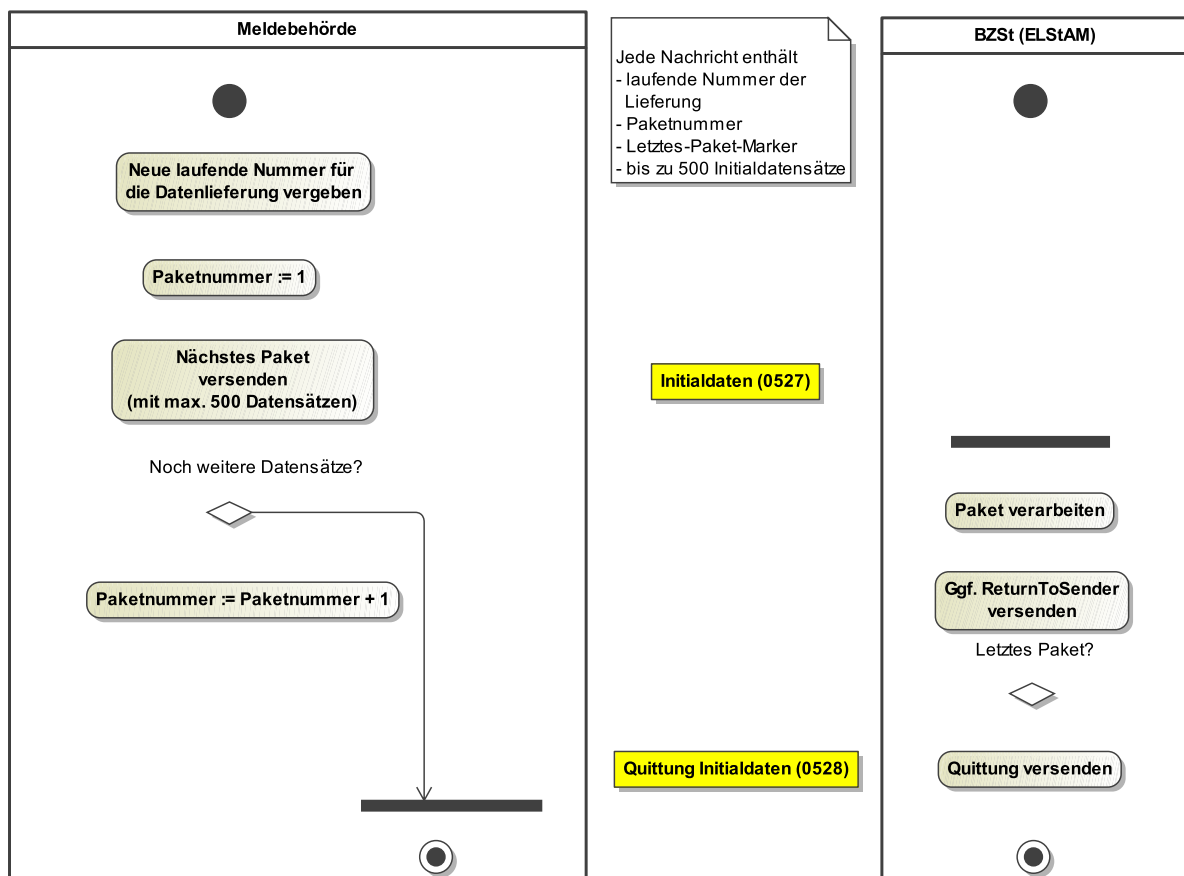 Meldebehörde
Neue laufende Nummer für
die Datenlieferung vergeben
Paketnummer := 1
Nächstes Paket
versenden
(mit max. 500 Datensätzen)
Noch weitere Datensätze?
Paketnummer := Paketnummer + 1
Jede Nachricht enthält
- laufende Nummer der
Lieferung
- Paketnummer
- Letztes-Paket-Marker
- bis zu 500 Initialdatensätze
Initialdaten (0527)
Quittung Initialdaten (0528)
BZSt (ELStAM)
Paket verarbeiten
Ggf. ReturnToSender
versenden
Letztes Paket?
Quittung versenden